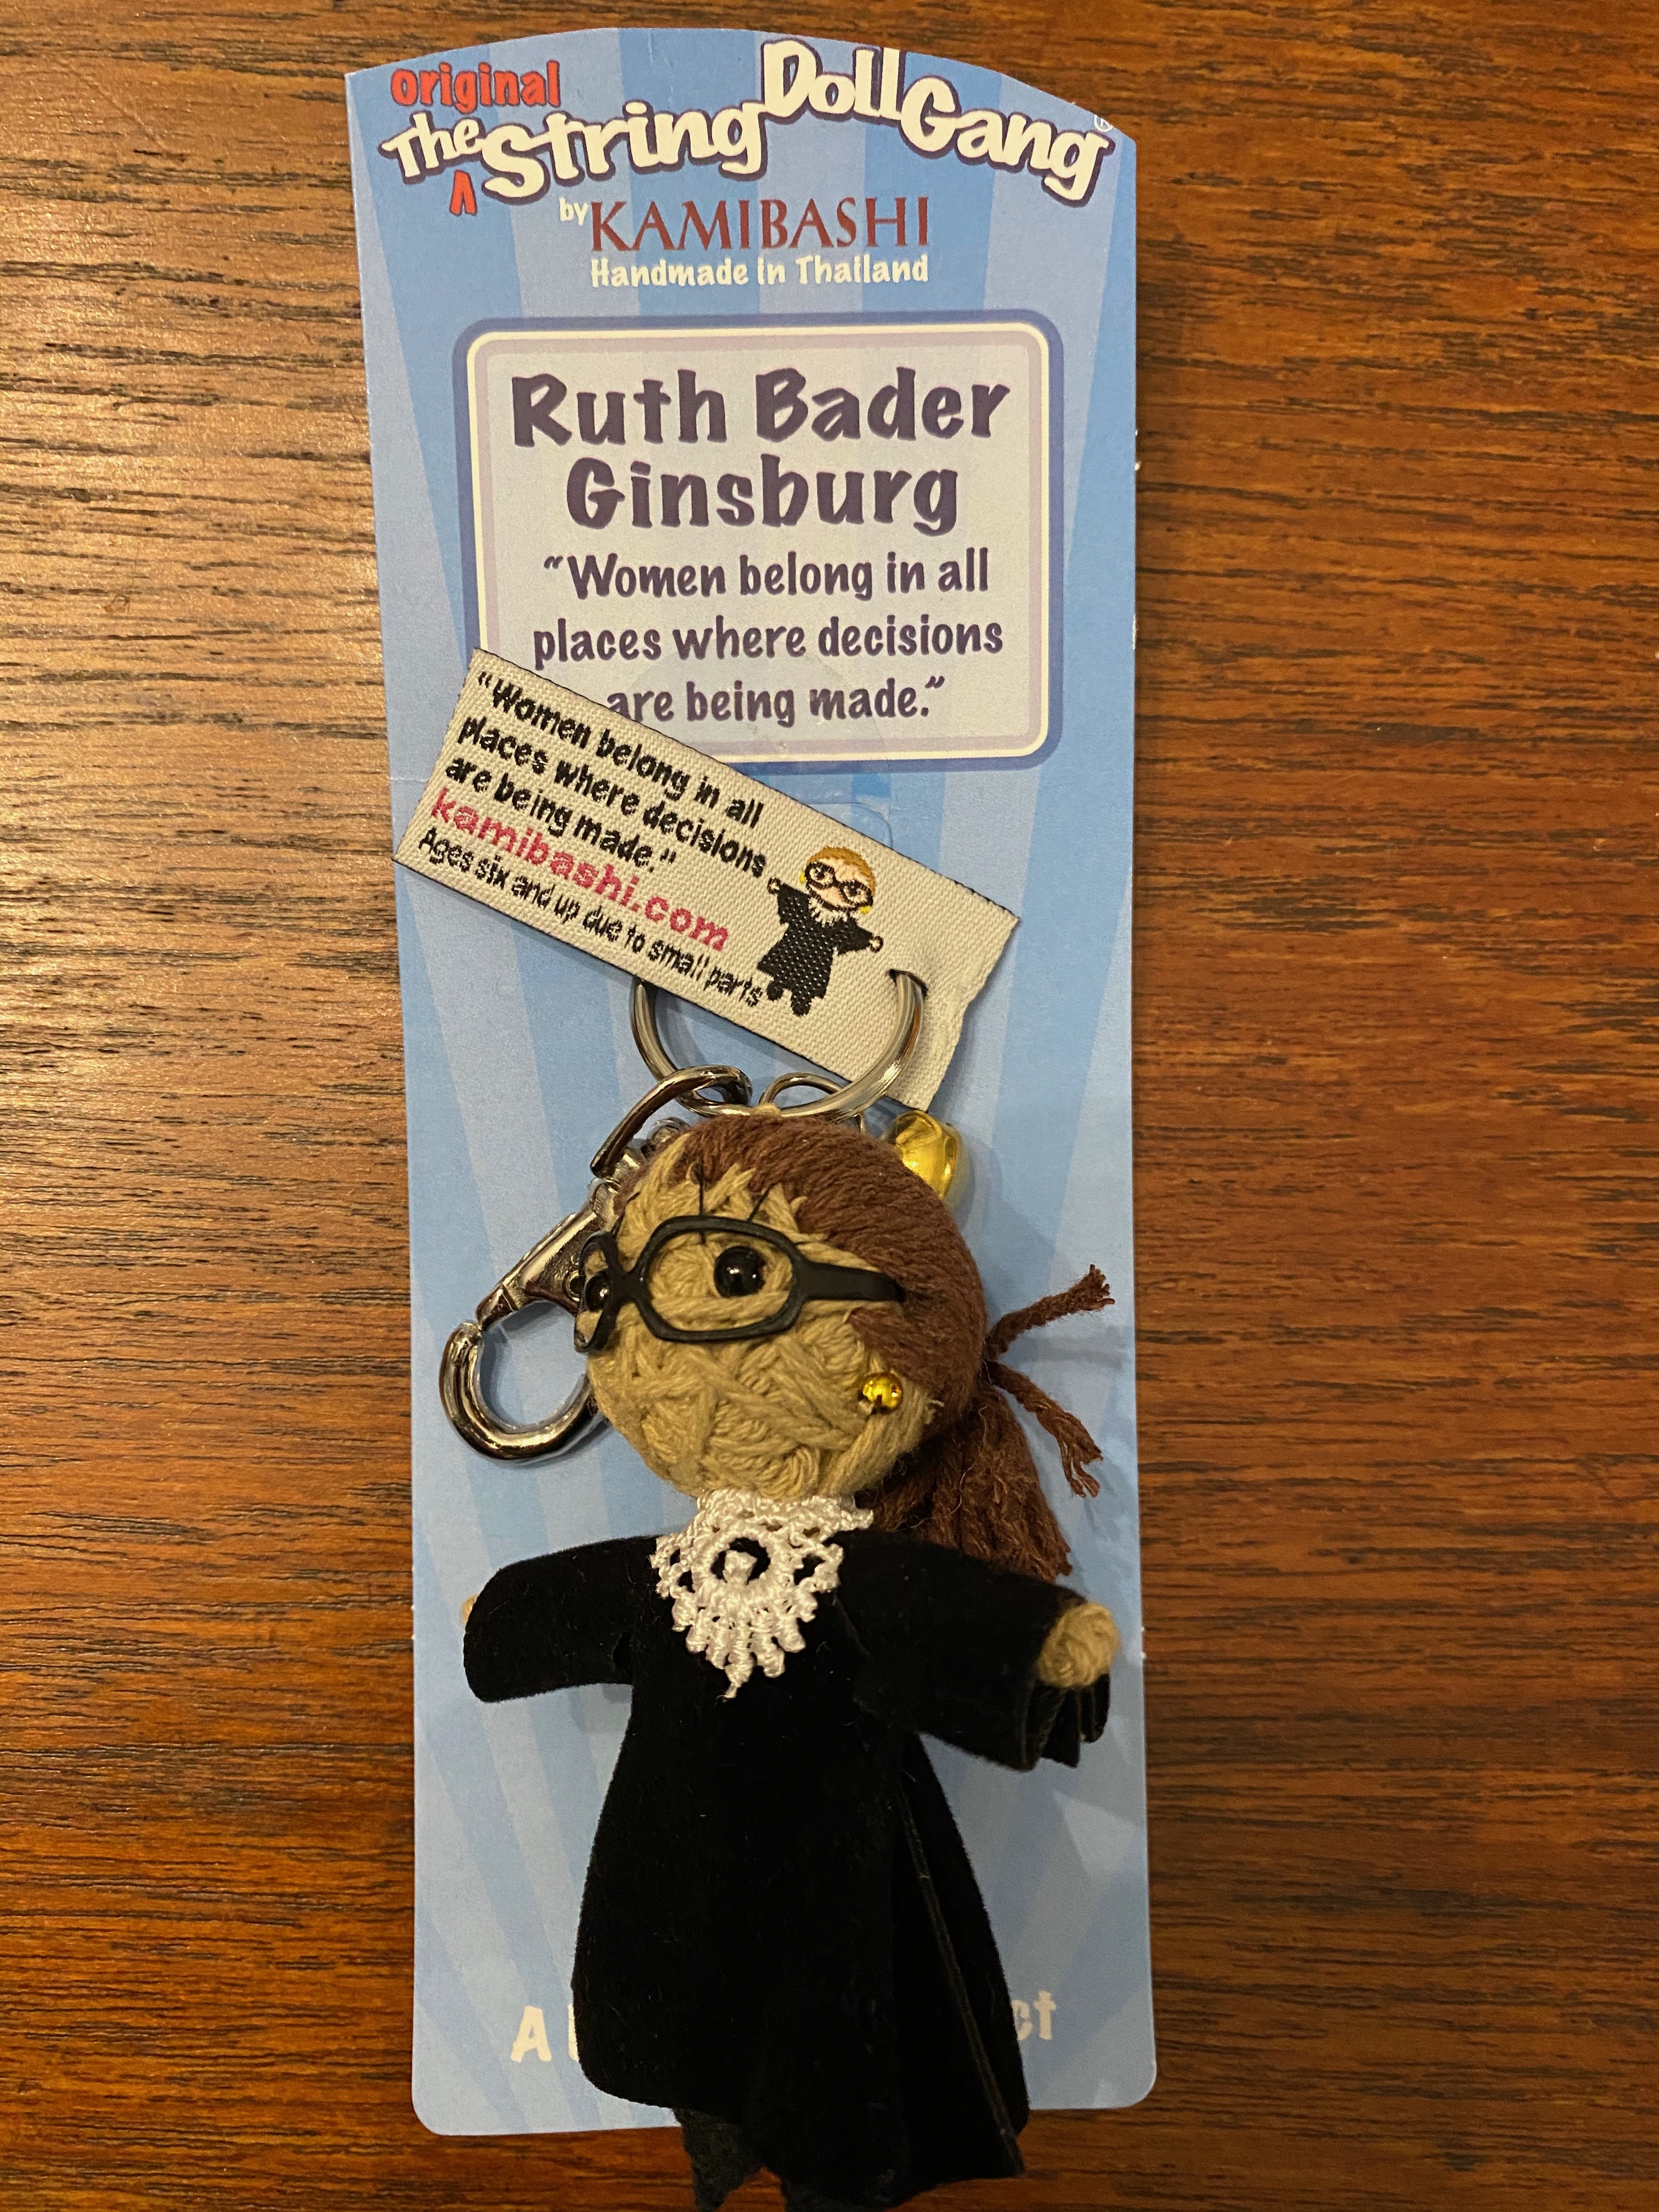 original
The String Doll Gang®
^
by KAMIBASHI
Handmade in Thailand
Ruth Bader
Ginsburg
"Women belong in all
places where decisions
are being made."
"Women belong in all
places where decisions
are being made."
kamibashi.com
Ages six and up due to small parts
A